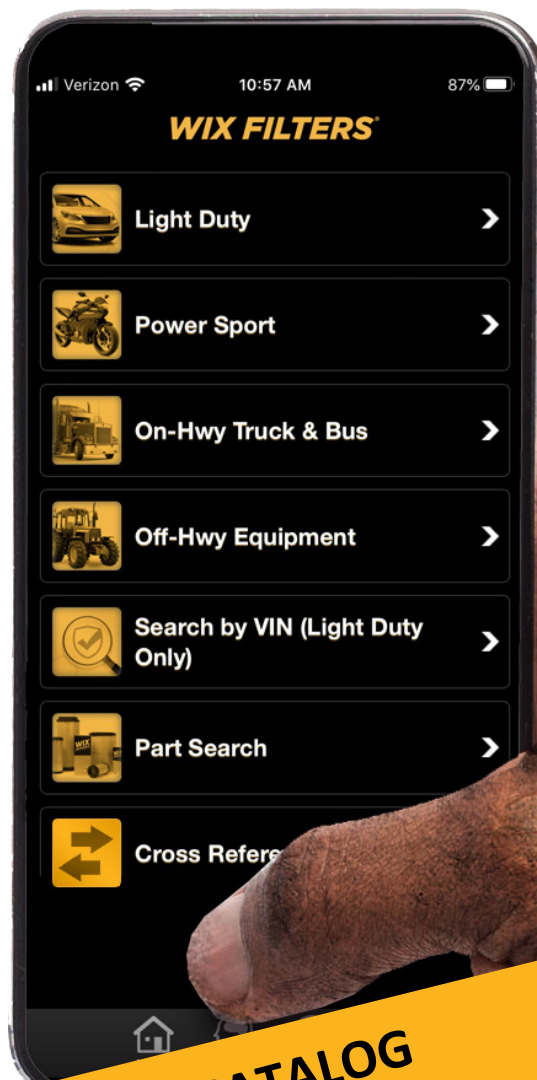 Verizon 10:57 AM 87%
WIX FILTERS®
Light Duty
Power Sport
On-Hwy Truck & Bus
Off-Hwy Equipment
Search by VIN (Light Duty
Only)
WIX
Part Search
Cross